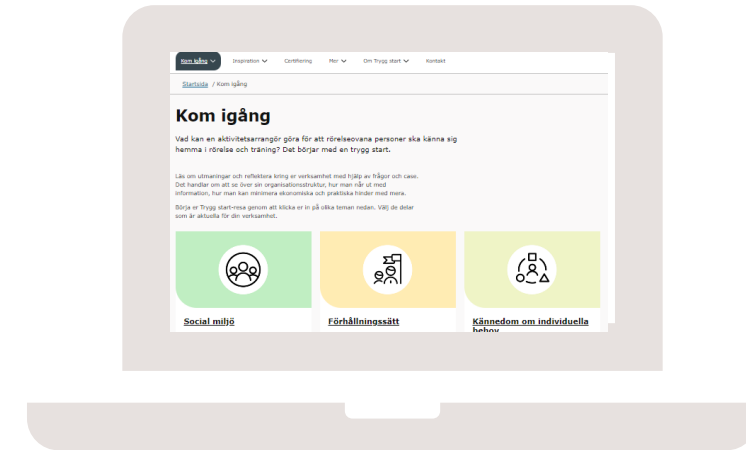 Kom igång Inspiration Certifiering Mer Om Trygg start Kontakt
Startsida / Kom igång
Kom igång
Vad kan en aktivitetsarrangör göra för att rörelseovana personer ska känna sig
hemma i rörelse och träning? Det börjar med en trygg start.
Läs om utmaningar och reflektera kring er verksamhet med hjälp av frågor och case.
Det handlar om att se över sin organisationsstruktur, hur man når ut med
information, hur man kan minimera ekonomiska och praktiska hinder med mera.
Börja er Trygg start-resa genom att klicka er in på olika teman nedan. Välj de delar
som är aktuella för din verksamhet.
Social miljö
Förhållningssätt
Kännedom om individuella
behov